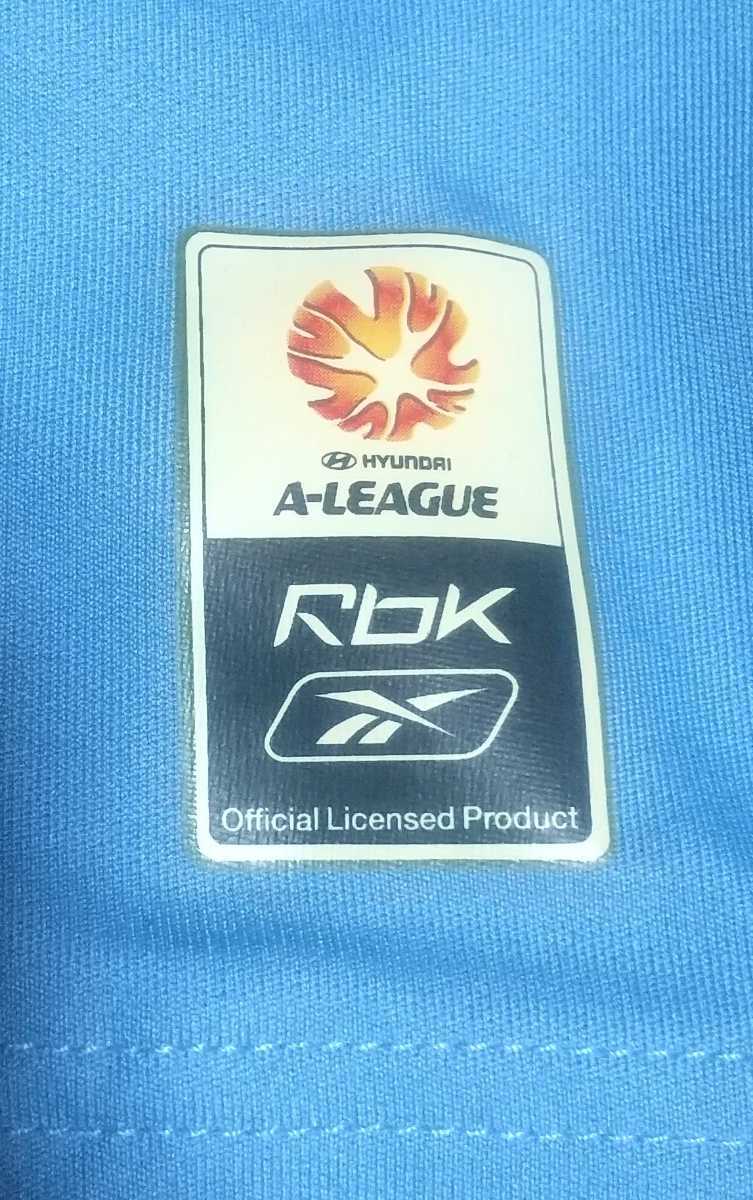 HYUNDAI
A-LEAGUE
Rbk
Official Licensed Product